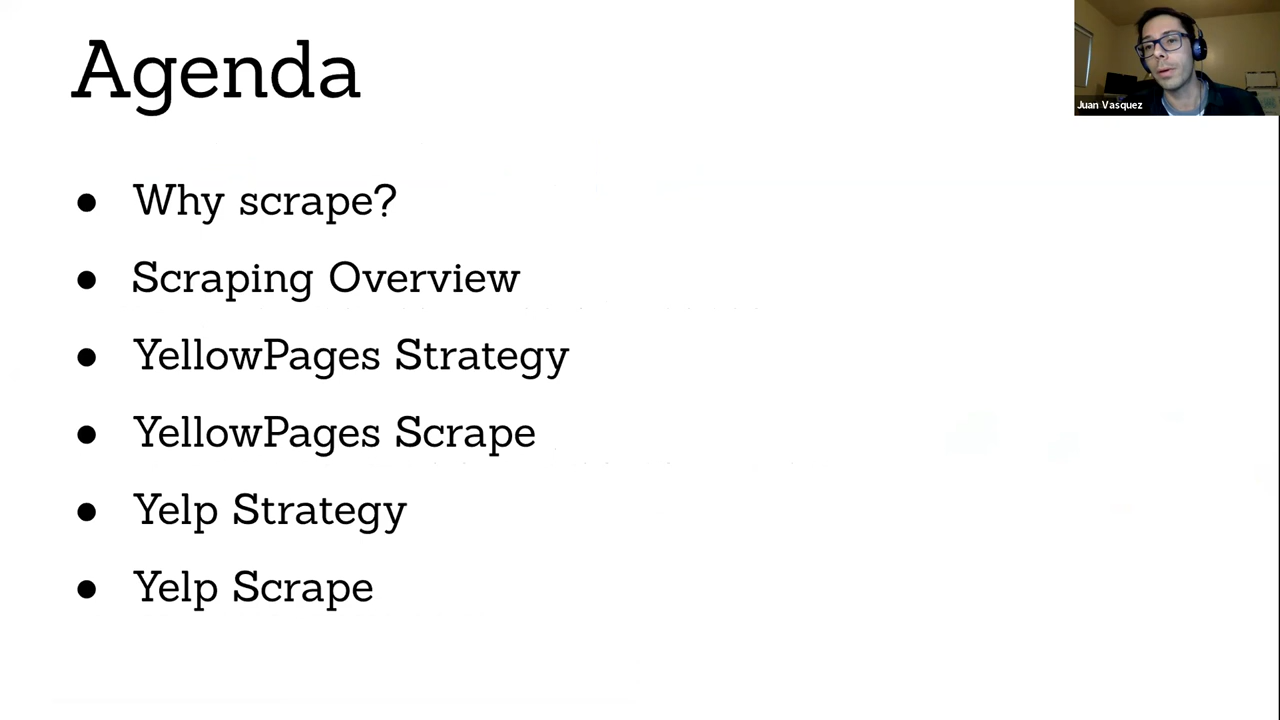 Agenda
Juan Vasquez
● Why scrape?
● Scraping Overview
● YellowPages Strategy
● YellowPages Scrape
● Yelp Strategy
● Yelp Scrape